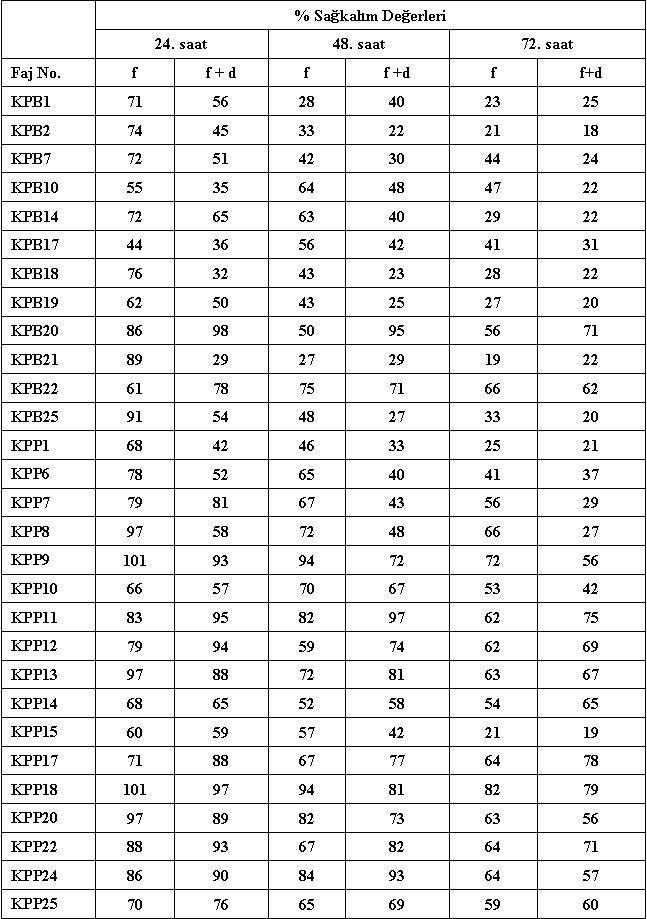 % Sağkalım Değerleri
24. saat 48. saat 72. saat
Faj No. f f + d f f +d f f+d
KPB1 71 56 28 40 23 25
KPB2 74 45 33 22 21 18
KPB7 72 51 42 30 44 24
KPB10 55 35 64 48 47 22
KPB14 72 65 63 40 29 22
KPB17 44 36 56 42 41 31
KPB18 76 32 43 23 28 22
KPB19 62 50 43 25 27 20
KPB20 86 98 50 95 56 71
KPB21 89 29 27 29 19 22
KPB22 61 78 75 71 66 62
KPB25 91 54 48 27 33 20
KPP1 68 42 46 33 25 21
KPP6 78 52 65 40 41 37
KPP7 79 81 67 43 56 29
KPP8 97 58 72 48 66 27
KPP9 101 93 94 72 72 56
KPP10 66 57 70 67 53 42
KPP11 83 95 82 97 62 75
KPP12 79 94 59 74 62 69
KPP13 97 88 72 81 63 67
KPP14 68 65 52 58 54 65
KPP15 60 59 57 42 21 19
KPP17 71 88 67 77 64 78
KPP18 101 97 94 81 82 79
KPP20 97 89 82 73 63 56
KPP22 88 93 67 82 64 71
KPP24 86 90 84 93 64 57
KPP25 70 76 65 69 59 60